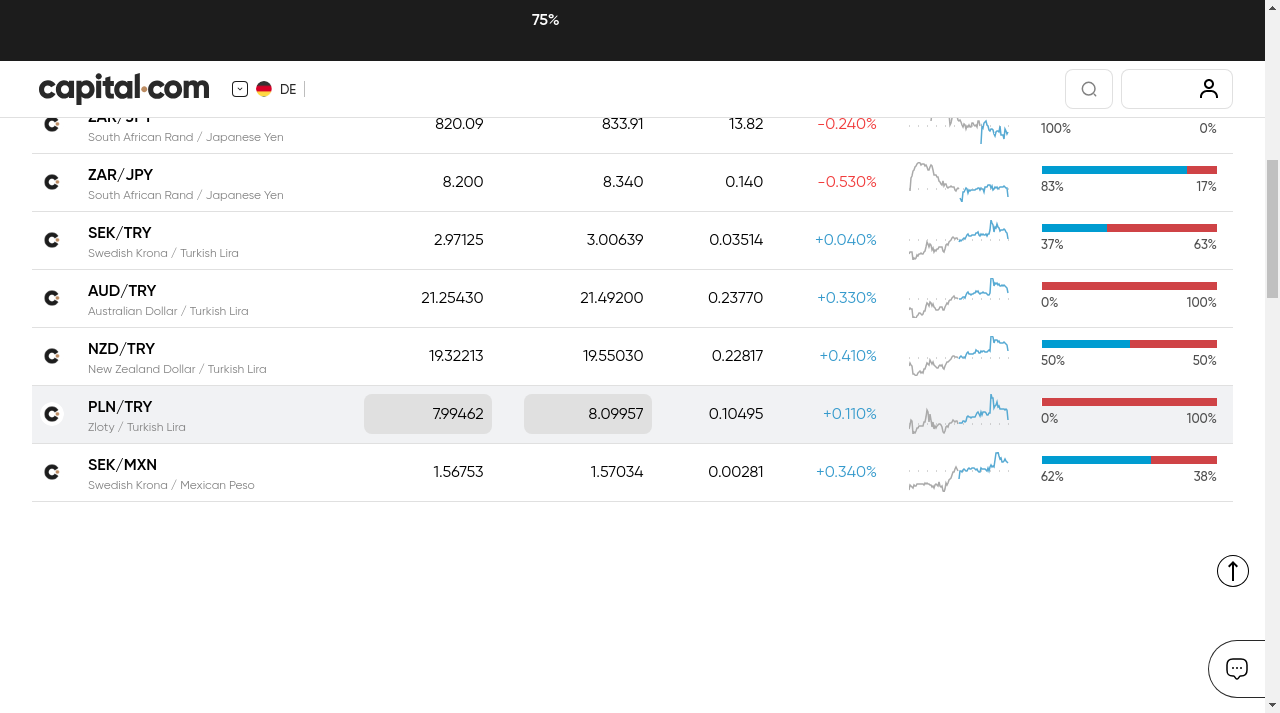 75%
capital.com
DE
ZAR/JPY
South African Rand / Japanese Yen
820.09
833.91
13.82
-0.240%
100%
0%
ZAR/JPY
South African Rand / Japanese Yen
8.200
8.340
0.140
-0.530%
83%
17%
SEK/TRY
Swedish Krona / Turkish Lira
2.97125
3.00639
0.03514
+0.040%
37%
63%
AUD/TRY
Australian Dollar / Turkish Lira
21.25430
21.49200
0.23770
+0.330%
0%
100%
NZD/TRY
New Zealand Dollar / Turkish Lira
19.32213
19.55030
0.22817
+0.410%
50%
50%
PLN/TRY
Zloty / Turkish Lira
7.99462
8.09957
0.10495
+0.110%
0%
100%
SEK/MXN
Swedish Krona / Mexican Peso
1.56753
1.57034
0.00281
+0.340%
62%
38%